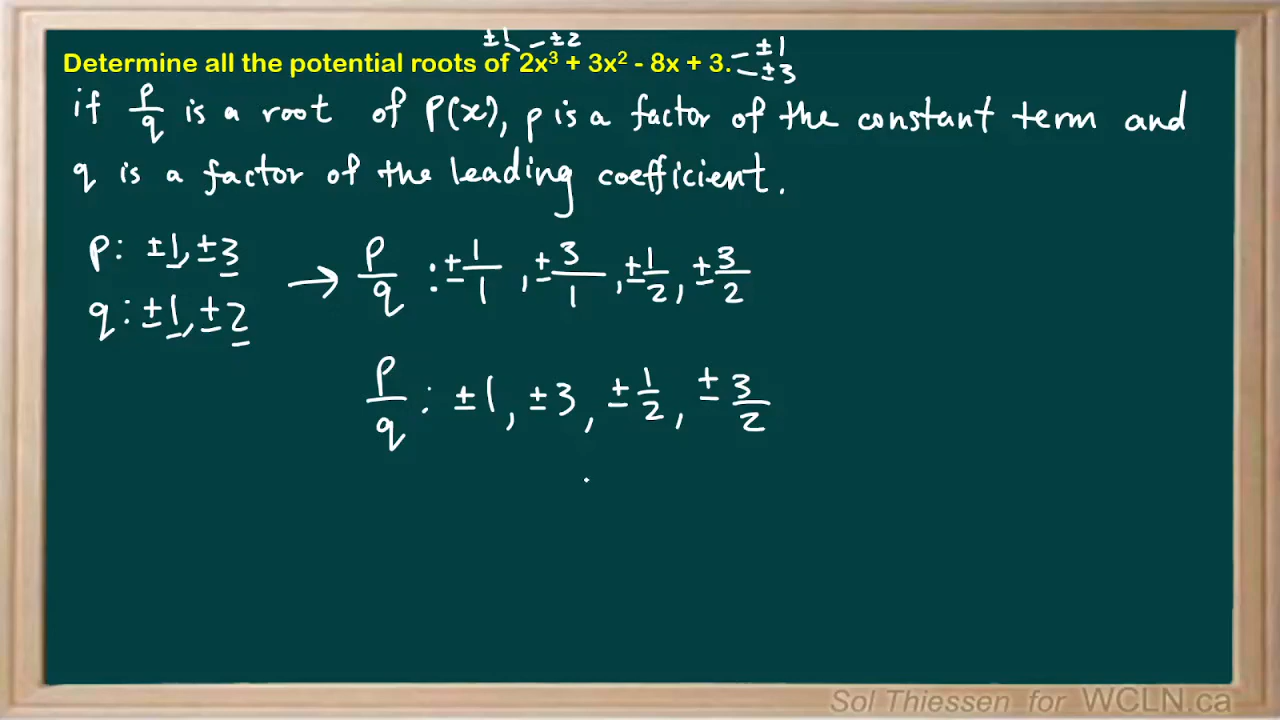 ±1 ±2
Determine all the potential roots of 2x³ + 3x² - 8x + 3. ±1
±3
if p/q is a root of P(x), p is a factor of the constant term and
q is a factor of the leading coefficient.
p: ±1, ±3
q: ±1, ±2
→ p/q : ±1/1, ±3/1, ±1/2, ±3/2
p/q : ±1, ±3, ±1/2, ±3/2
Sol Thiessen for WCLN.ca